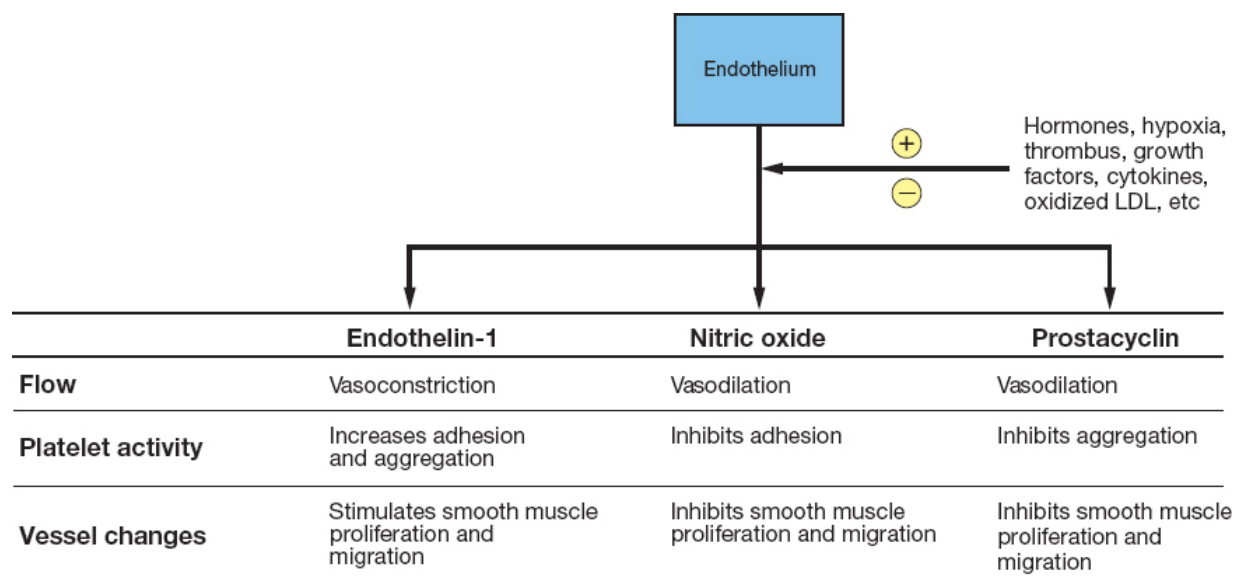 Endothelium
+
−
Hormones, hypoxia,
thrombus, growth
factors, cytokines,
oxidized LDL, etc
Endothelin-1 Nitric oxide Prostacyclin
Flow Vasoconstriction Vasodilation Vasodilation
Platelet activity
Increases adhesion
and aggregation
Inhibits adhesion
Inhibits aggregation
Vessel changes
Stimulates smooth muscle
proliferation and
migration
Inhibits smooth muscle
proliferation and migration
Inhibits smooth muscle
proliferation and
migration